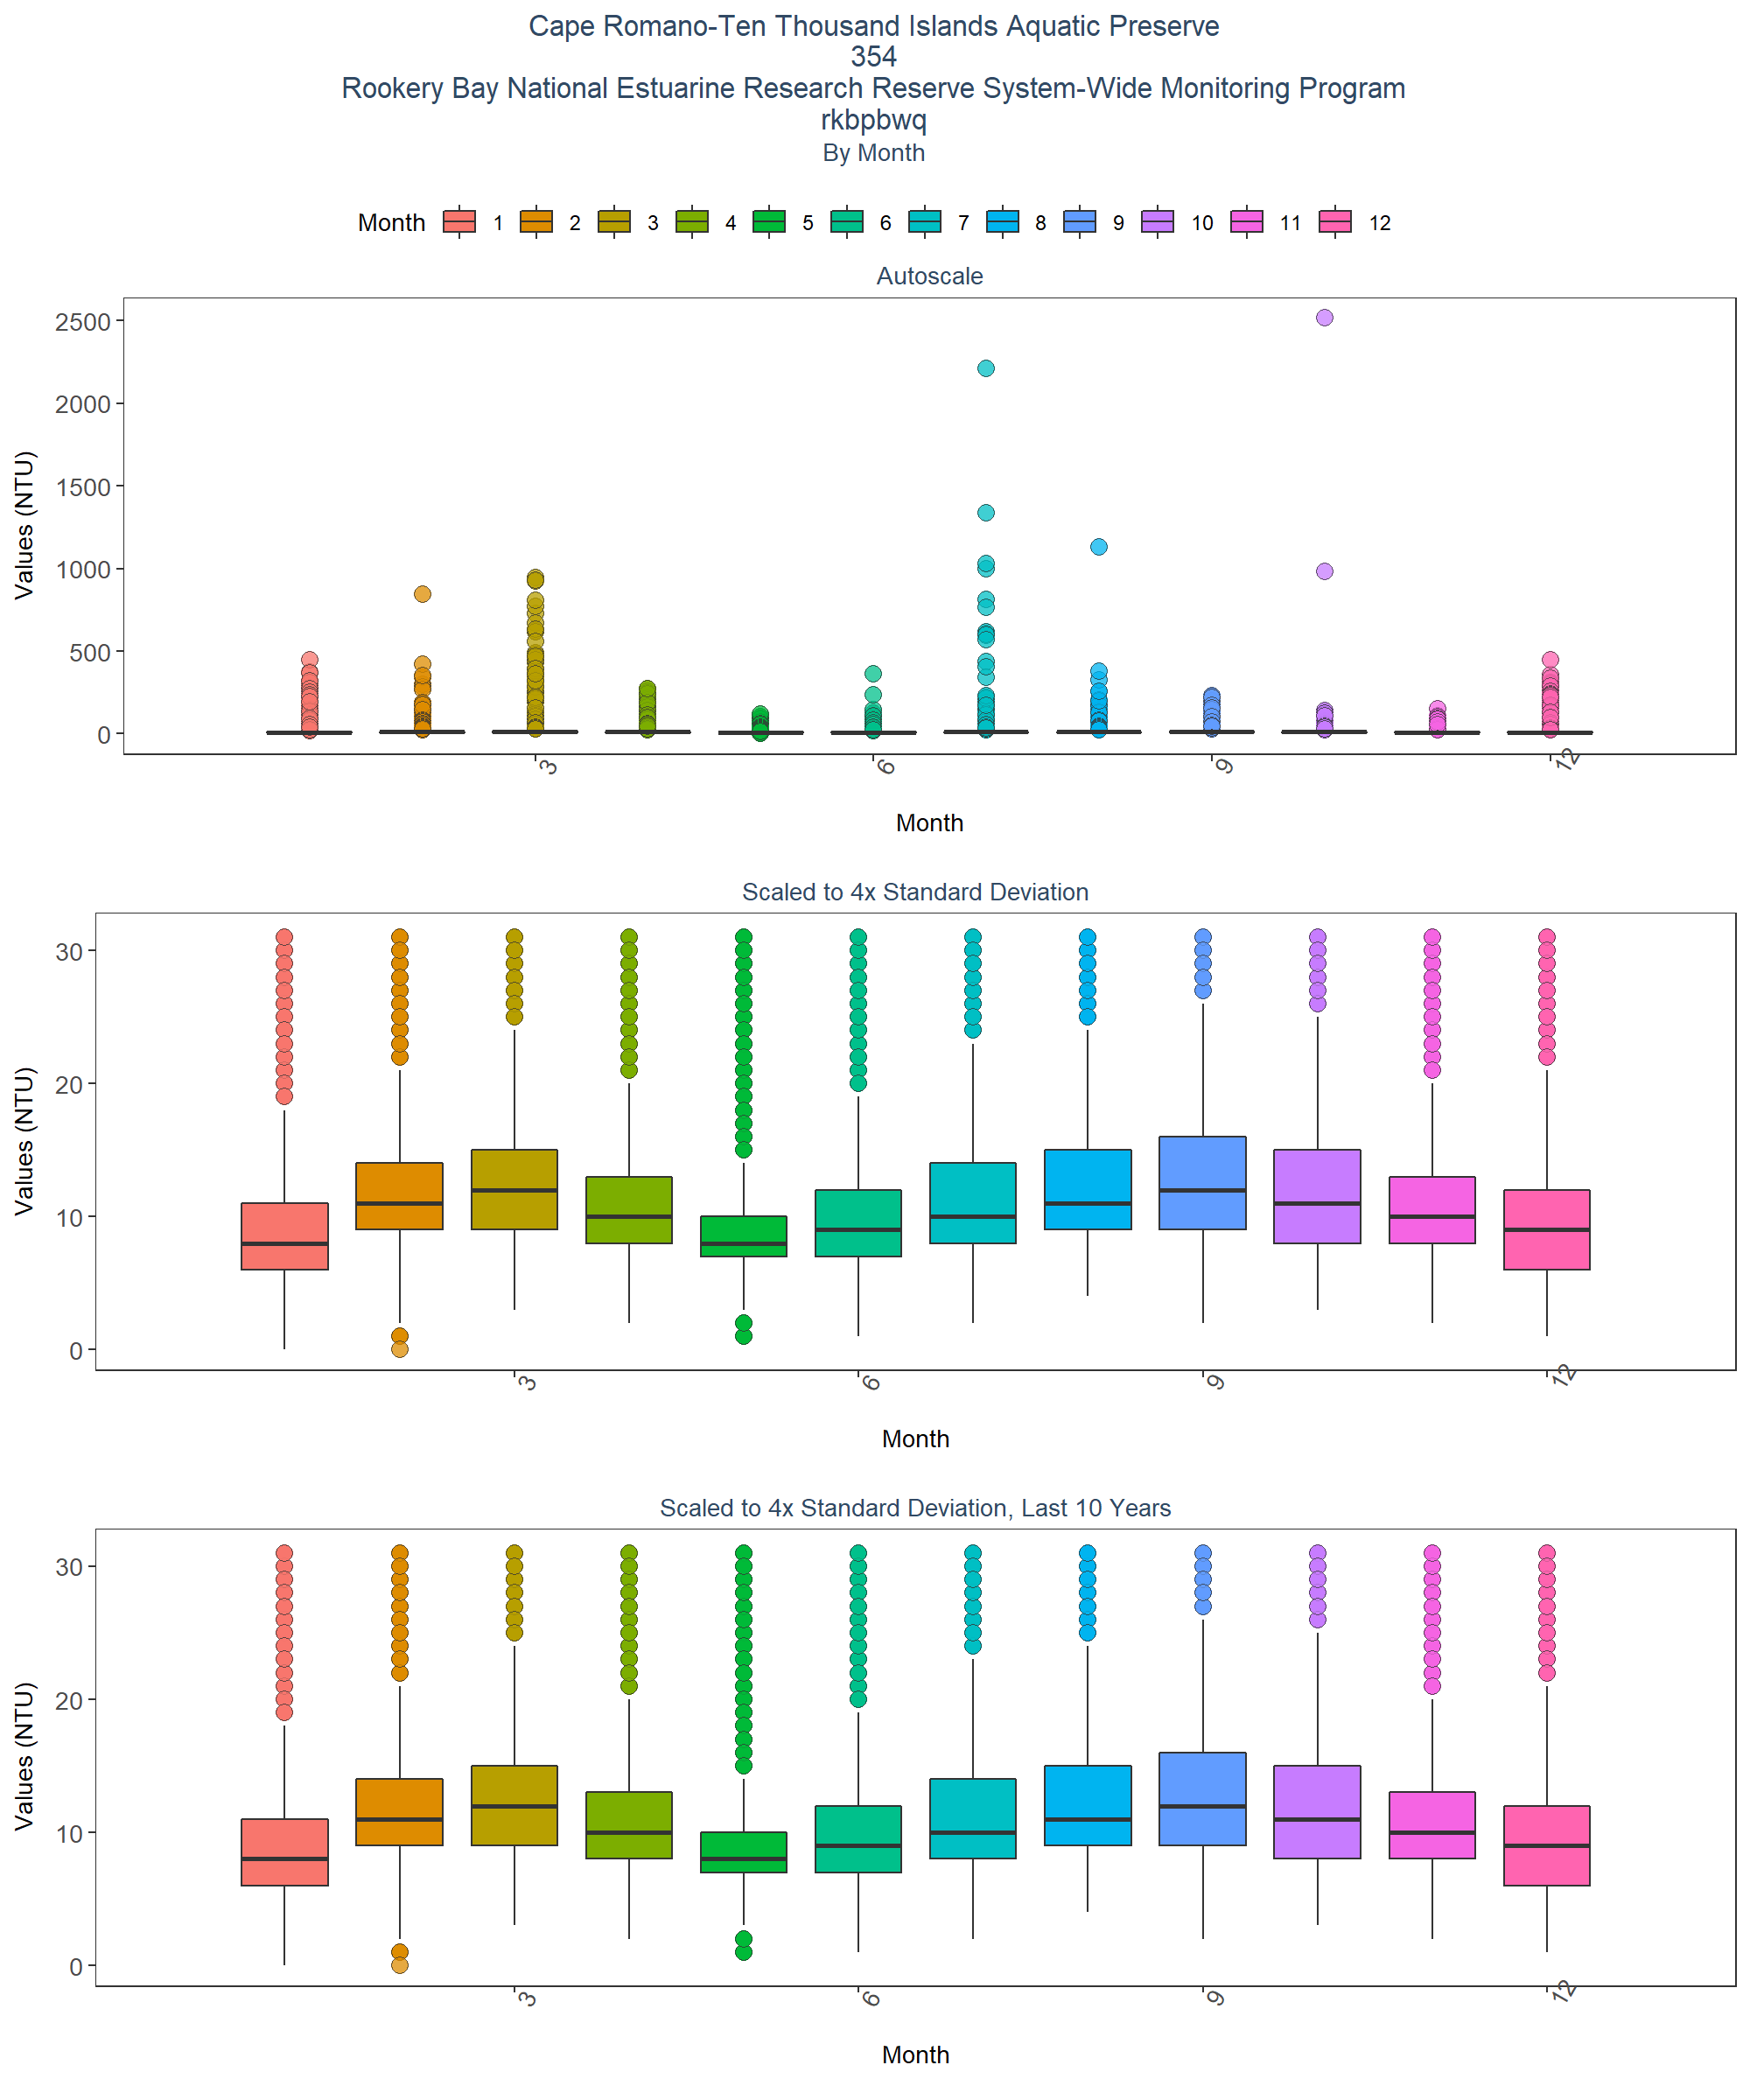 Cape Romano-Ten Thousand Islands Aquatic Preserve
354
Rookery Bay National Estuarine Research Reserve System-Wide Monitoring Program
rkbpbwq
By Month
Month 1 2 3 4 5 6 7 8 9 10 11 12
Autoscale
Values (NTU)
2500
2000
1500
1000
500
0
3 6 9 12
Month
Scaled to 4x Standard Deviation
Values (NTU)
30
20
10
0
3 6 9 12
Month
Scaled to 4x Standard Deviation, Last 10 Years
Values (NTU)
30
20
10
0
3 6 9 12
Month